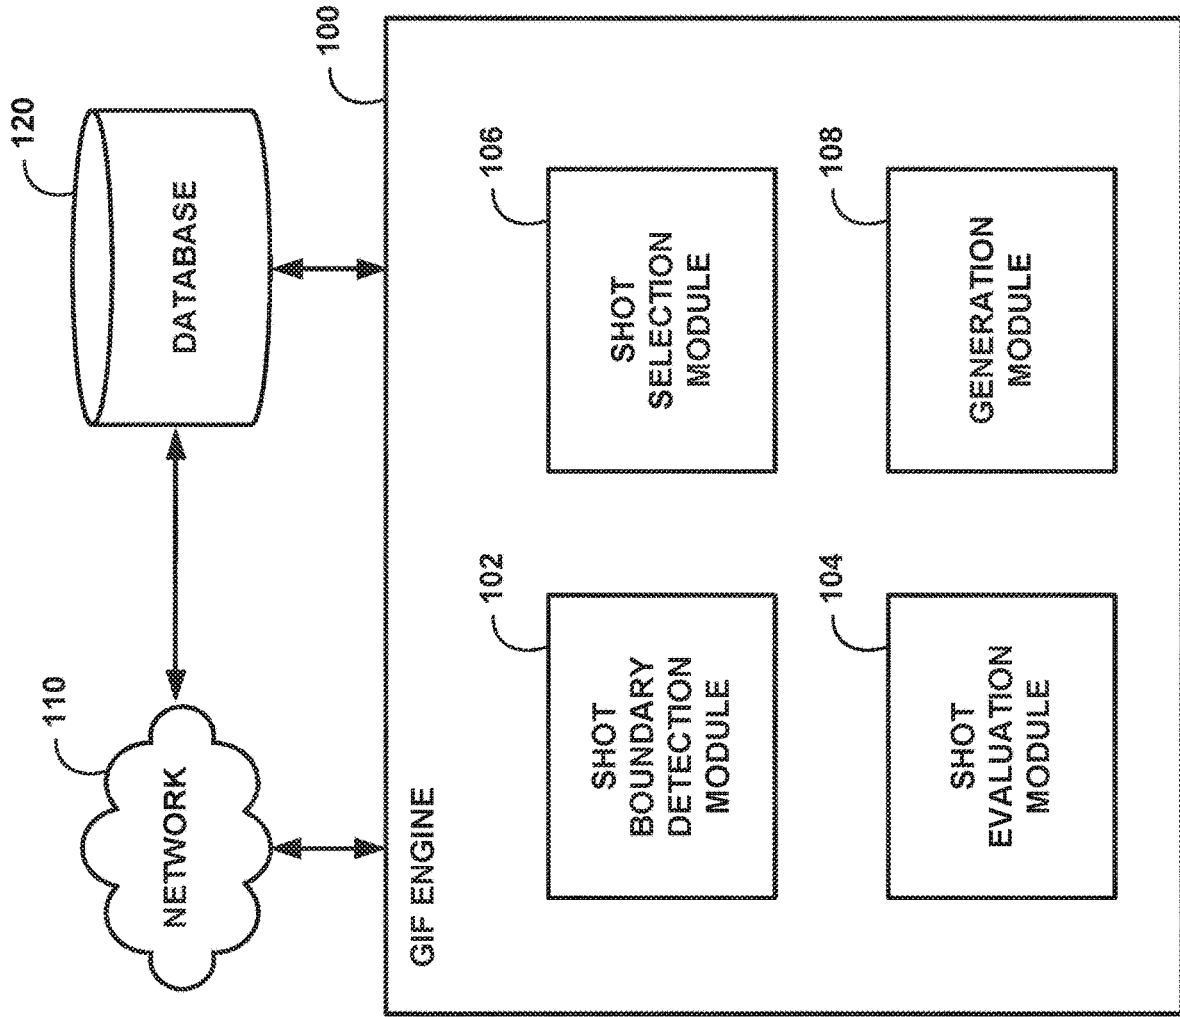 110
NETWORK
120
DATABASE
100
GIF ENGINE
102
SHOT
BOUNDARY
DETECTION
MODULE
106
SHOT
SELECTION
MODULE
104
SHOT
EVALUATION
MODULE
108
GENERATION
MODULE